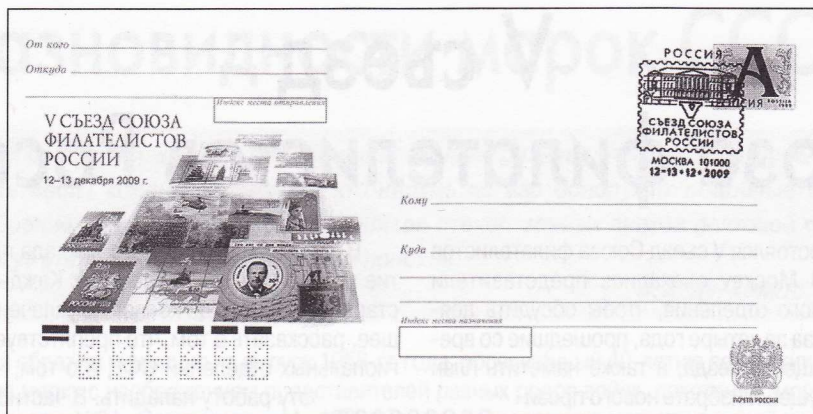 От кого
Откуда
Индекс места отправления
V СЪЕЗД СОЮЗА
ФИЛАТЕЛИСТОВ
РОССИИ
12–13 декабря 2009 г.
РОССИЯ
А
РОССИЯ
V
СЪЕЗД СОЮЗА
ФИЛАТЕЛИСТОВ
РОССИИ
МОСКВА 101000
12•13•12•2009
Кому
Куда
Индекс места назначения
ПОЧТА РОССИИ